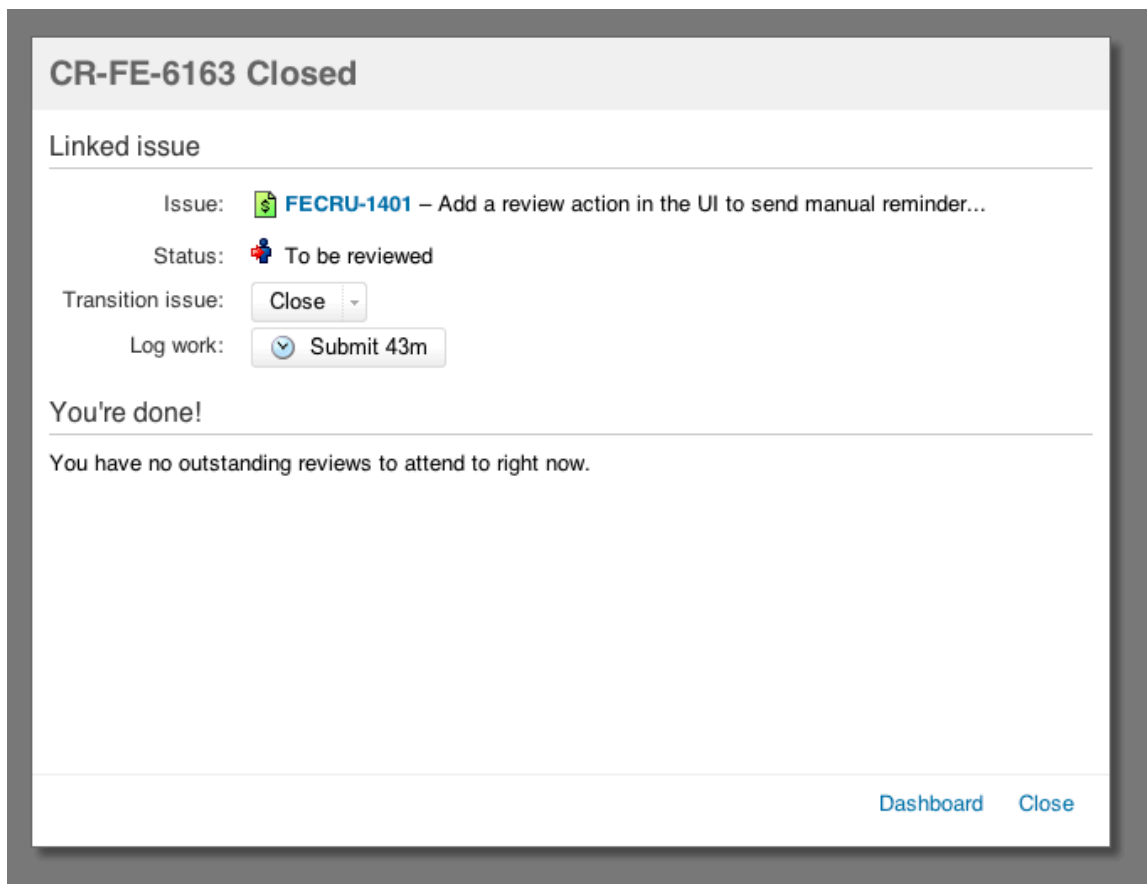 CR-FE-6163 Closed
Linked issue
Issue: FECRU-1401 – Add a review action in the UI to send manual reminder...
Status: To be reviewed
Transition issue: Close
Log work: Submit 43m
You're done!
You have no outstanding reviews to attend to right now.
Dashboard Close